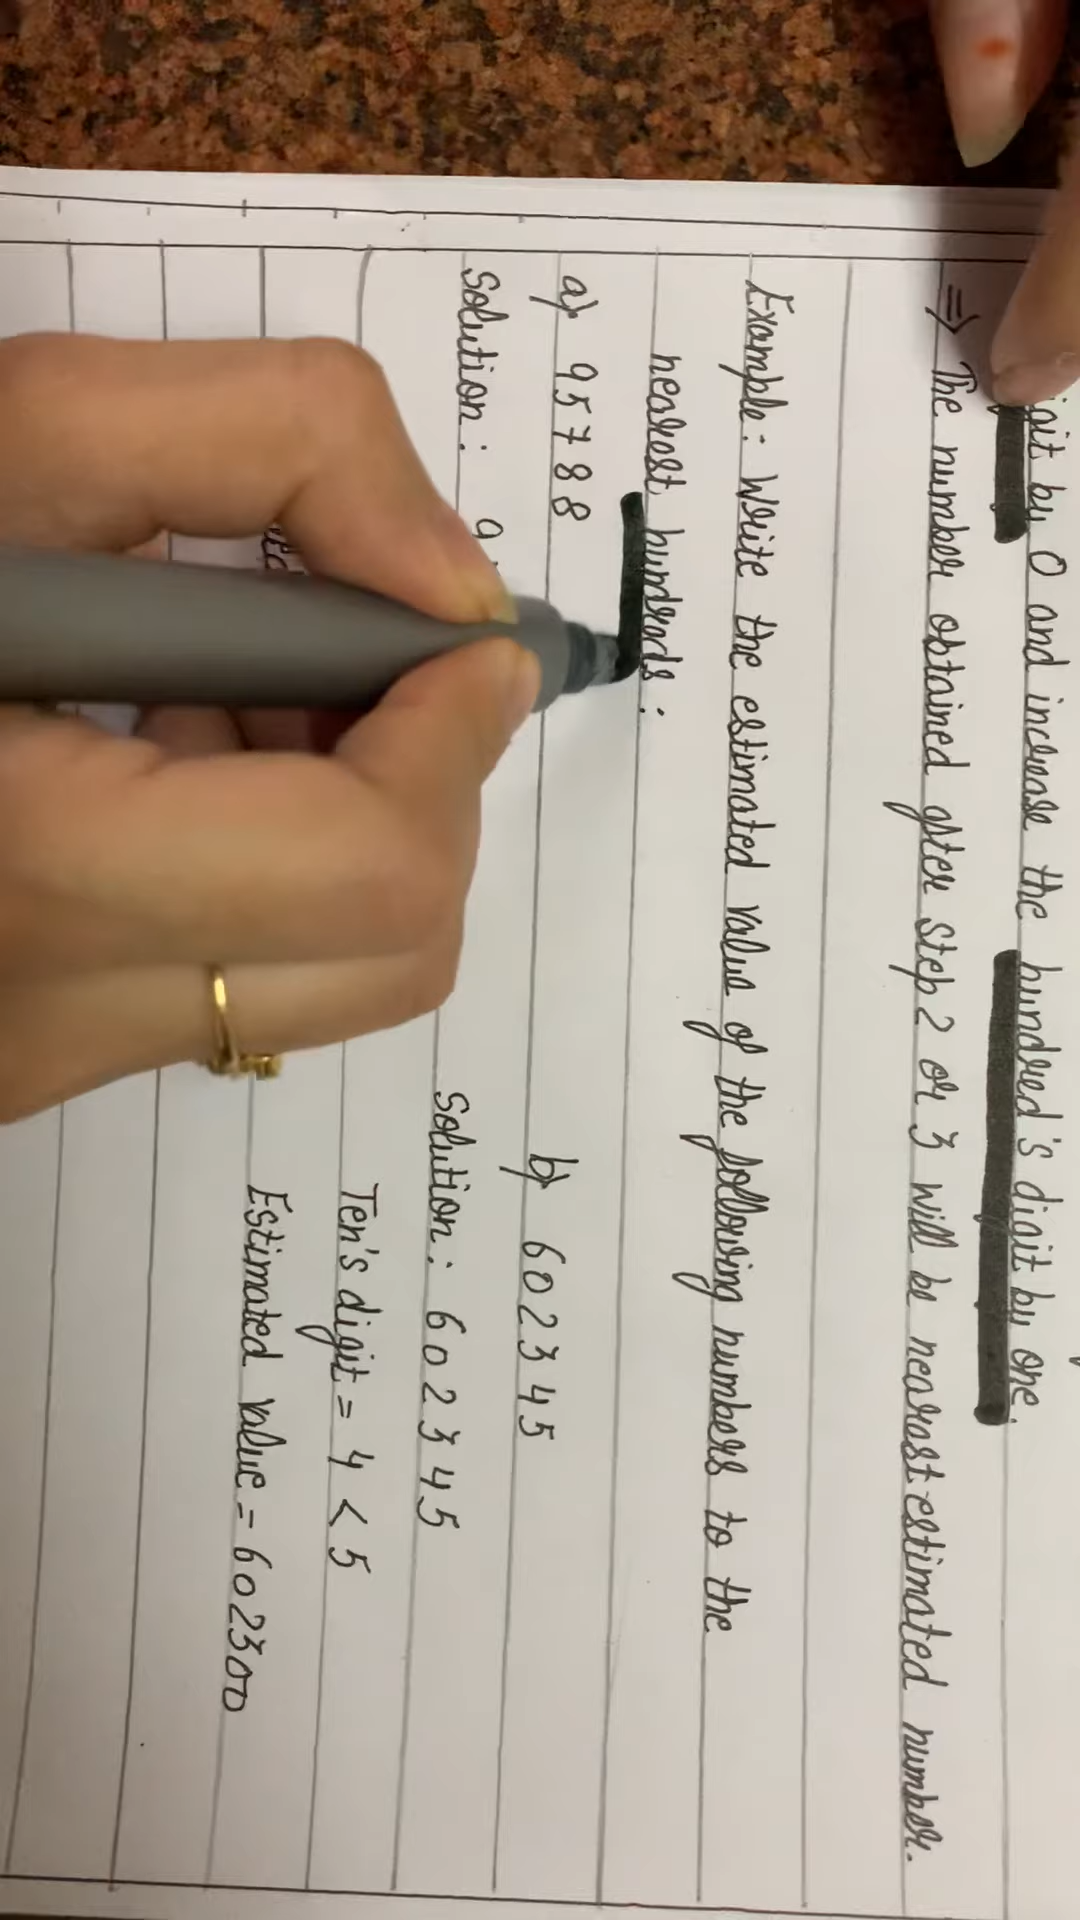 digit by 0 and increase the hundred's digit by one.
⇒ The number obtained after step 2 or 3 will be nearest estimated number.
Example: Write the estimated value of the following numbers to the
nearest hundreds:
a) 95788 b) 602345
Solution: 9 Solution: 602345
Ten's digit = 4 < 5
Estimated value = 602300